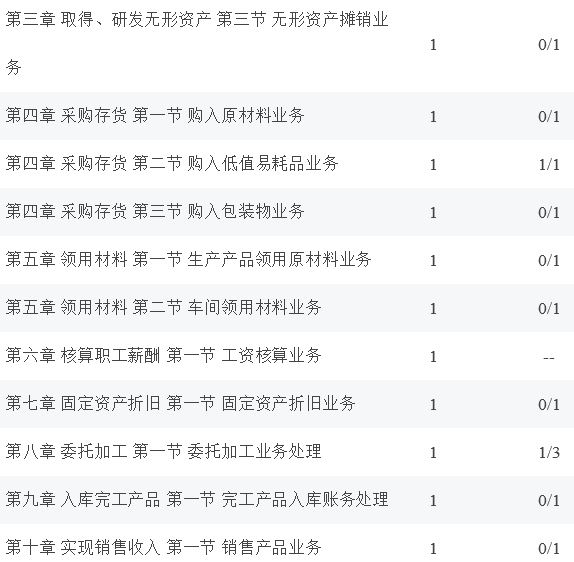 第三章 取得、研发无形资产 第三节 无形资产摊销业
务
1 0/1
第四章 采购存货 第一节 购入原材料业务 1 0/1
第四章 采购存货 第二节 购入低值易耗品业务 1 1/1
第四章 采购存货 第三节 购入包装物业务 1 0/1
第五章 领用材料 第一节 生产产品领用原材料业务 1 0/1
第五章 领用材料 第二节 车间领用材料业务 1 0/1
第六章 核算职工薪酬 第一节 工资核算业务 1 --
第七章 固定资产折旧 第一节 固定资产折旧业务 1 0/1
第八章 委托加工 第一节 委托加工业务处理 1 1/3
第九章 入库完工产品 第一节 完工产品入库账务处理 1 0/1
第十章 实现销售收入 第一节 销售产品业务 1 0/1